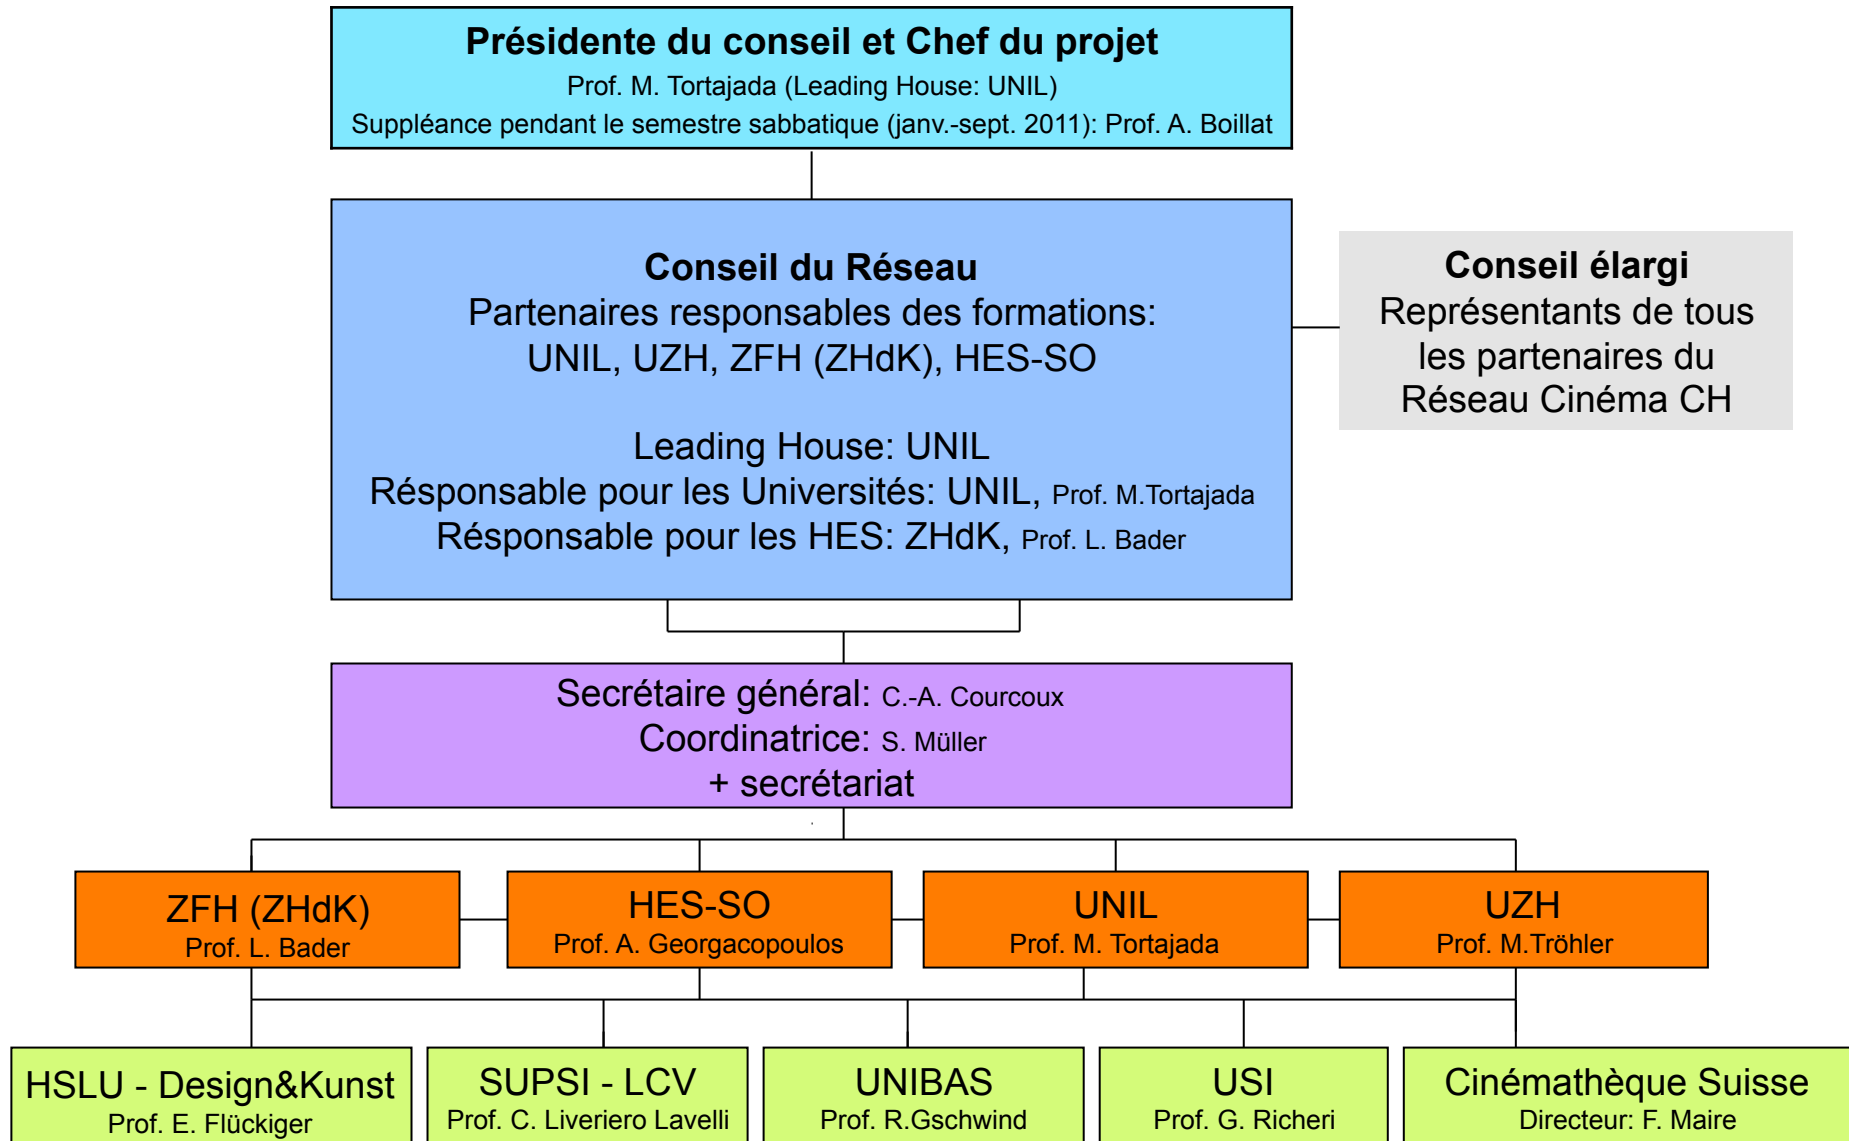 Présidente du conseil et Chef du projet
Prof. M. Tortajada (Leading House: UNIL)
Suppléance pendant le semestre sabbatique (janv.-sept. 2011): Prof. A. Boillat
Conseil du Réseau
Partenaires responsables des formations:
UNIL, UZH, ZFH (ZHdK), HES-SO
Leading House: UNIL
Résponsable pour les Universités: UNIL, Prof. M.Tortajada
Résponsable pour les HES: ZHdK, Prof. L. Bader
Conseil élargi
Représentants de tous
les partenaires du
Réseau Cinéma CH
Secrétaire général: C.-A. Courcoux
Coordinatrice: S. Müller
+ secrétariat
ZFH (ZHdK)
Prof. L. Bader
HES-SO
Prof. A. Georgacopoulos
UNIL
Prof. M. Tortajada
UZH
Prof. M.Tröhler
HSLU - Design&Kunst
Prof. E. Flückiger
SUPSI - LCV
Prof. C. Liveriero Lavelli
UNIBAS
Prof. R.Gschwind
USI
Prof. G. Richeri
Cinémathèque Suisse
Directeur: F. Maire